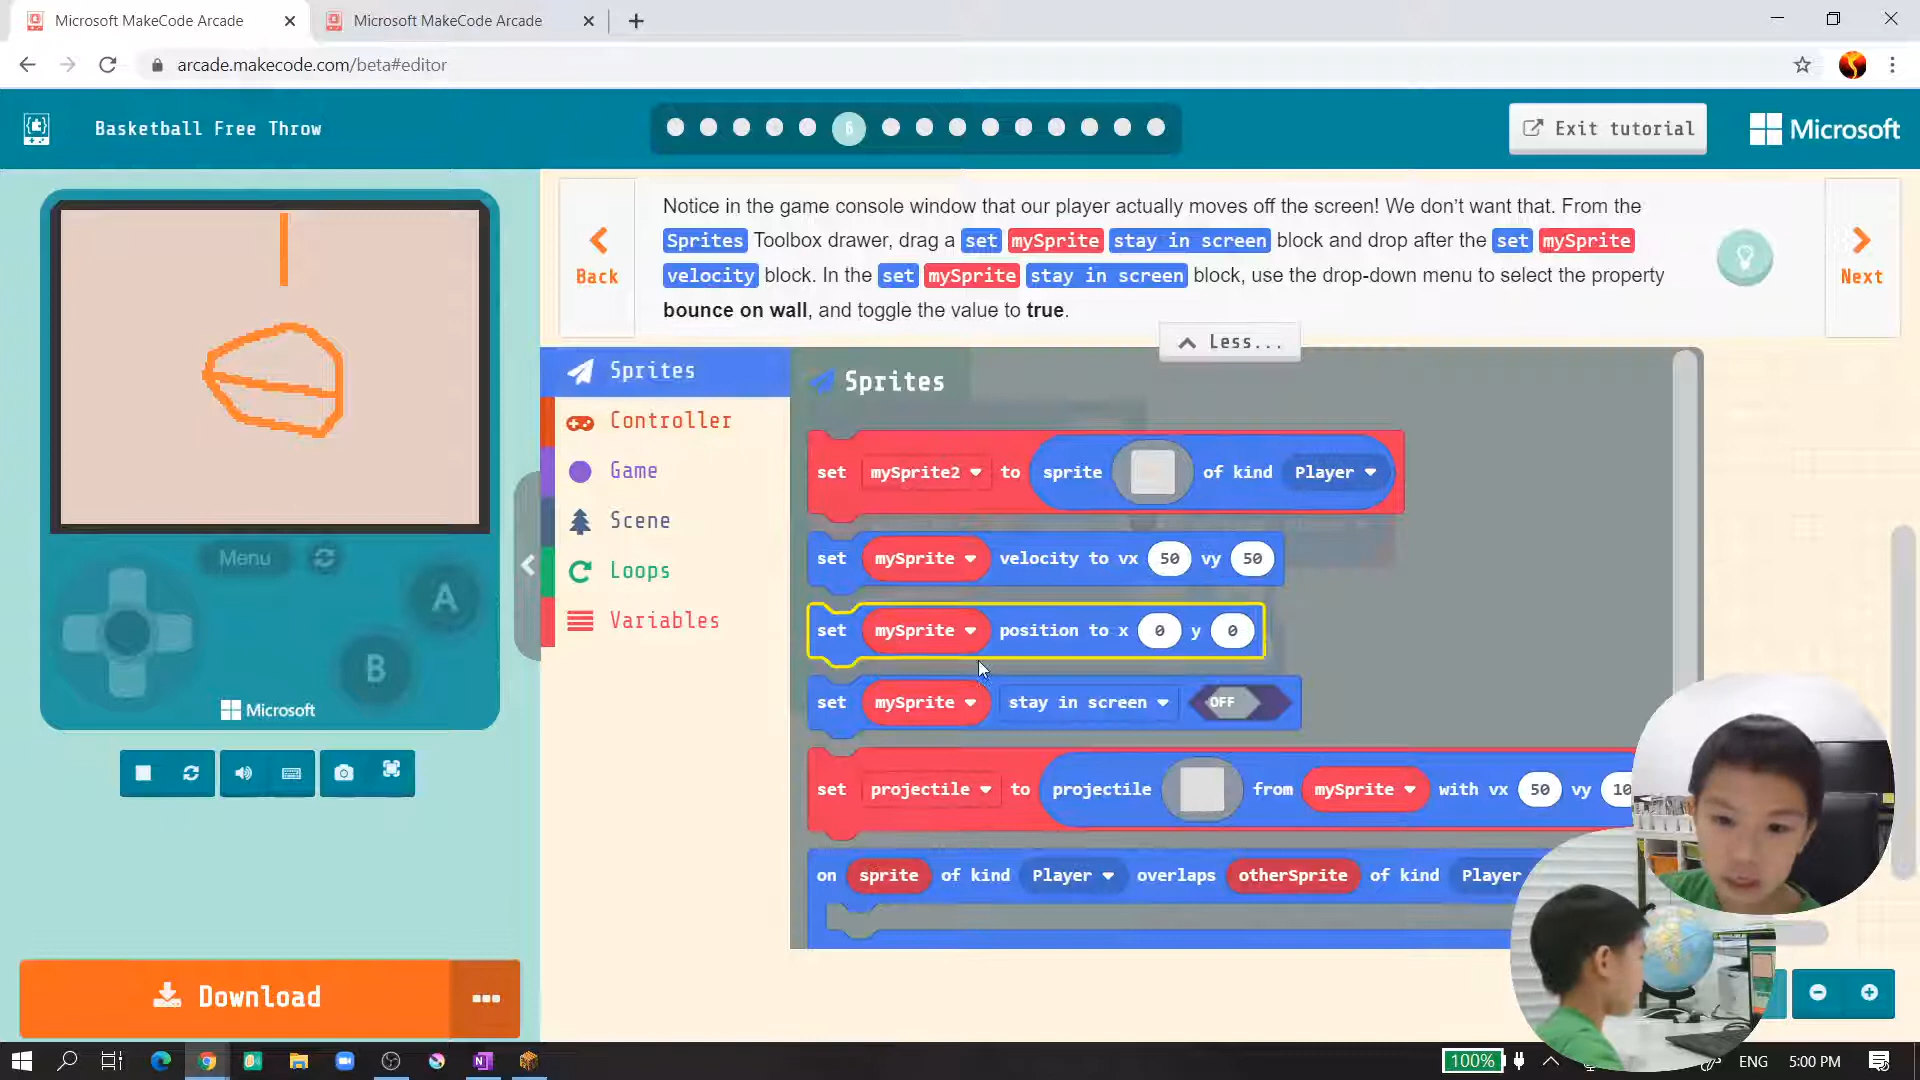 Microsoft MakeCode Arcade
Microsoft MakeCode Arcade
arcade.makecode.com/beta#editor
Basketball Free Throw
6
Exit tutorial
Microsoft
Back
Notice in the game console window that our player actually moves off the screen! We don't want that. From the
Sprites Toolbox drawer, drag a set mySprite stay in screen block and drop after the set mySprite
velocity block. In the set mySprite stay in screen block, use the drop-down menu to select the property
bounce on wall, and toggle the value to true.
Next
Less...
Sprites
Controller
Game
Scene
Loops
Variables
Sprites
set mySprite2 to sprite of kind Player
set mySprite velocity to vx 50 vy 50
set mySprite position to x 0 y 0
set mySprite stay in screen OFF
set projectile to projectile from mySprite with vx 50 vy 10
on sprite of kind Player overlaps otherSprite of kind Player
Menu
A
B
Microsoft
Download
100%
ENG
5:00 PM